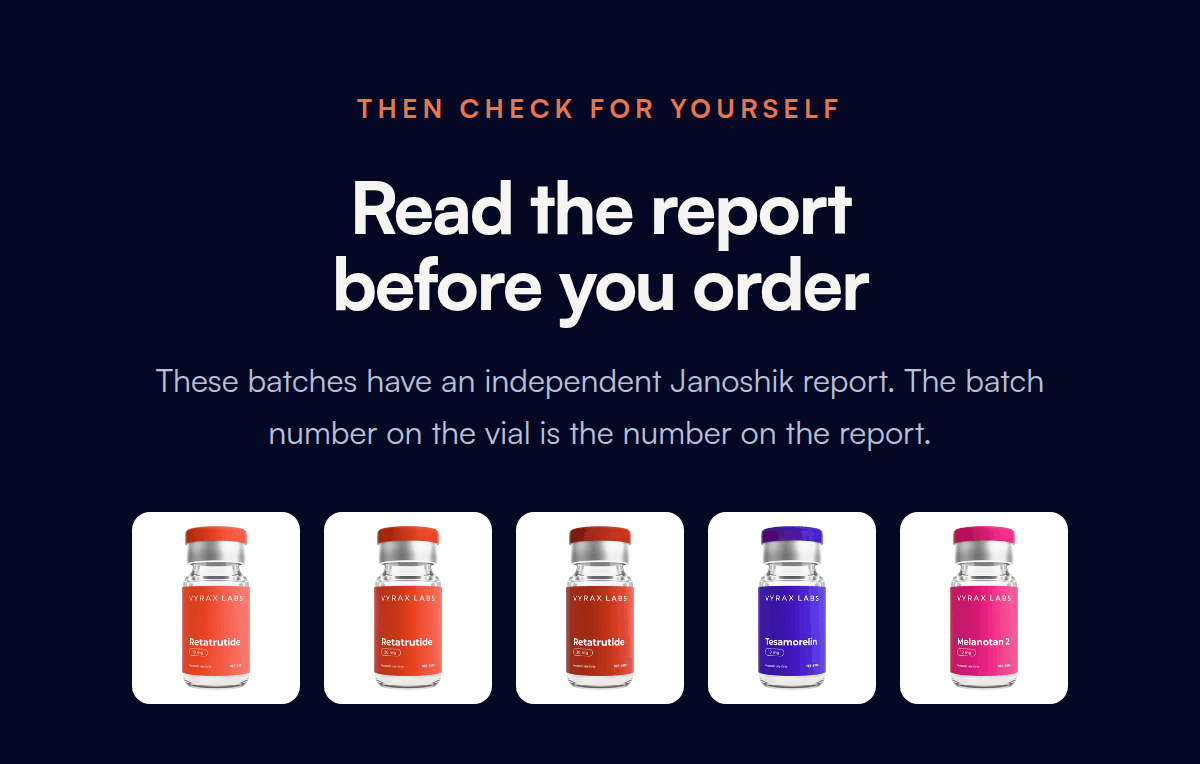 THEN CHECK FOR YOURSELF
Read the report
before you order
These batches have an independent Janoshik report. The batch
number on the vial is the number on the report.
VYRAX LABS
Retatrutide
VYRAX LABS
Retatrutide
VYRAX LABS
Retatrutide
VYRAX LABS
Tesamorelin
VYRAX LABS
Melanotan 2